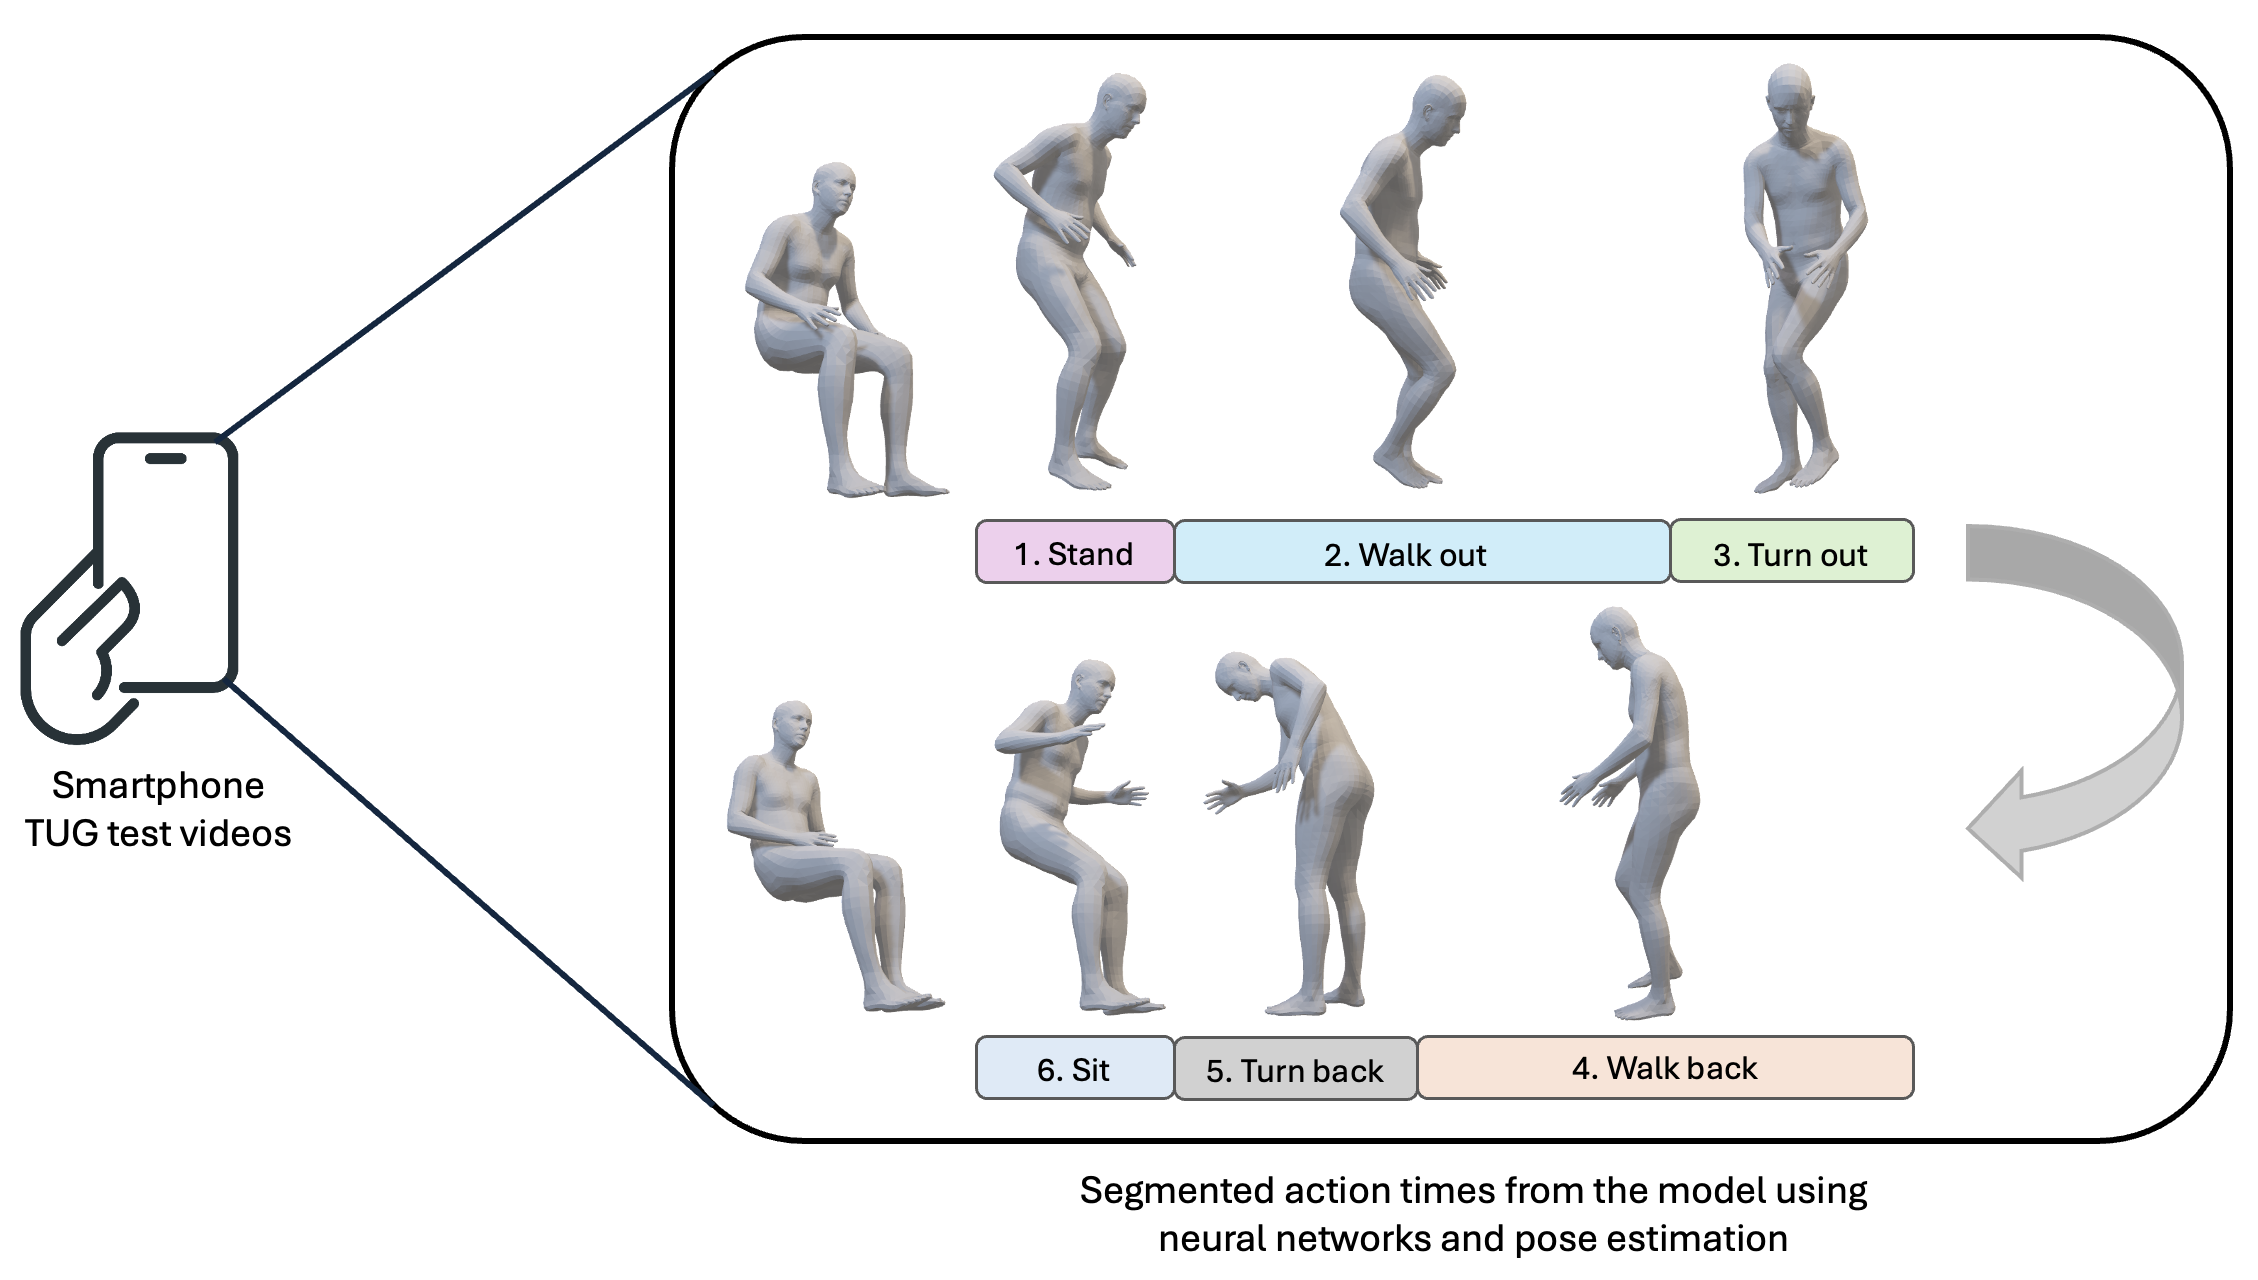 Smartphone
TUG test videos
1. Stand
2. Walk out
3. Turn out
6. Sit
5. Turn back
4. Walk back
Segmented action times from the model using
neural networks and pose estimation